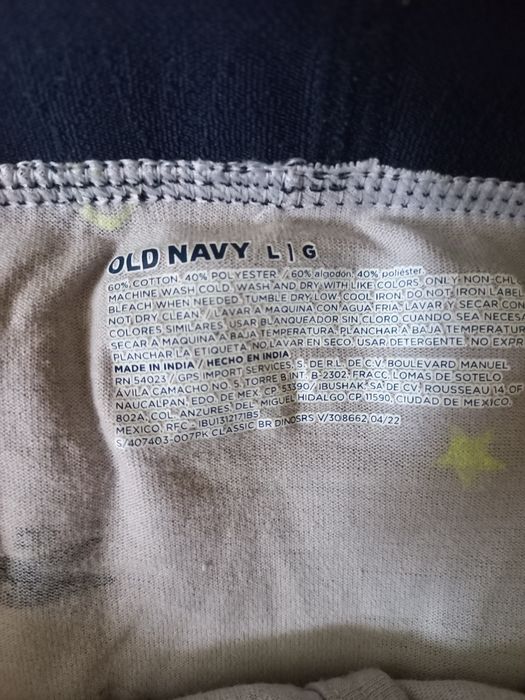 OLD NAVY L | G
60% COTTON, 40% POLYESTER / 60% algodón, 40% poliéster
MACHINE WASH COLD, WASH AND DRY WITH LIKE COLORS, ONLY NON-CHL
BLEACH WHEN NEEDED, TUMBLE DRY LOW, COOL IRON, DO NOT IRON LABEL
NOT DRY CLEAN / LAVAR A MAQUINA CON AGUA FRIA, LAVAR Y SECAR CON
COLORES SIMILARES, USAR BLANQUEADOR SIN CLORO CUANDO SEA NECESA
SECAR A MAQUINA A BAJA TEMPERATURA, PLANCHAR A BAJA TEMPERATUR
PLANCHAR LA ETIQUETA, NO LAVAR EN SECO, USAR DETERGENTE, NO EXPR
MADE IN INDIA / HECHO EN INDIA
RN 54023 / GPS IMPORT SERVICES, S. DE R.L. DE C.V. BOULEVARD MANUEL
ÁVILA CAMACHO NO. 5, TORRE B INT. B-2302, FRACC. LOMAS DE SOTELO
NAUCALPAN, EDO DE MEX. CP 53390 / IBUSHAK, SA DE CV. ROUSSEAU 14 OF
802A, COL. ANZURES, DEL. MIGUEL HIDALGO CP 11590, CIUDAD DE MEXICO,
MEXICO, RFC - IBU1312171B5
S/407403-007PK CLASSIC BR DINOSRS V/308662 04/22